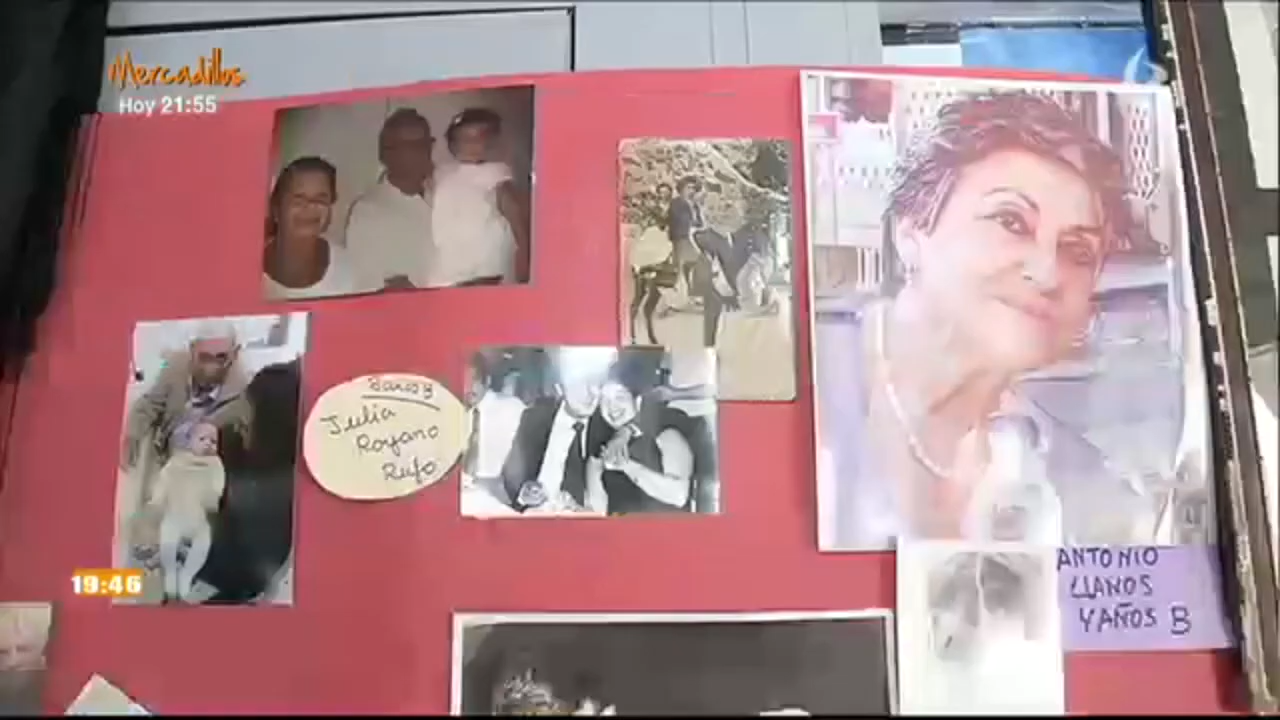 Mercadillos
Hoy 21:55
Julia
Royano
Rufo
19:46
ANTONIO
LLANOS
YAÑOS B